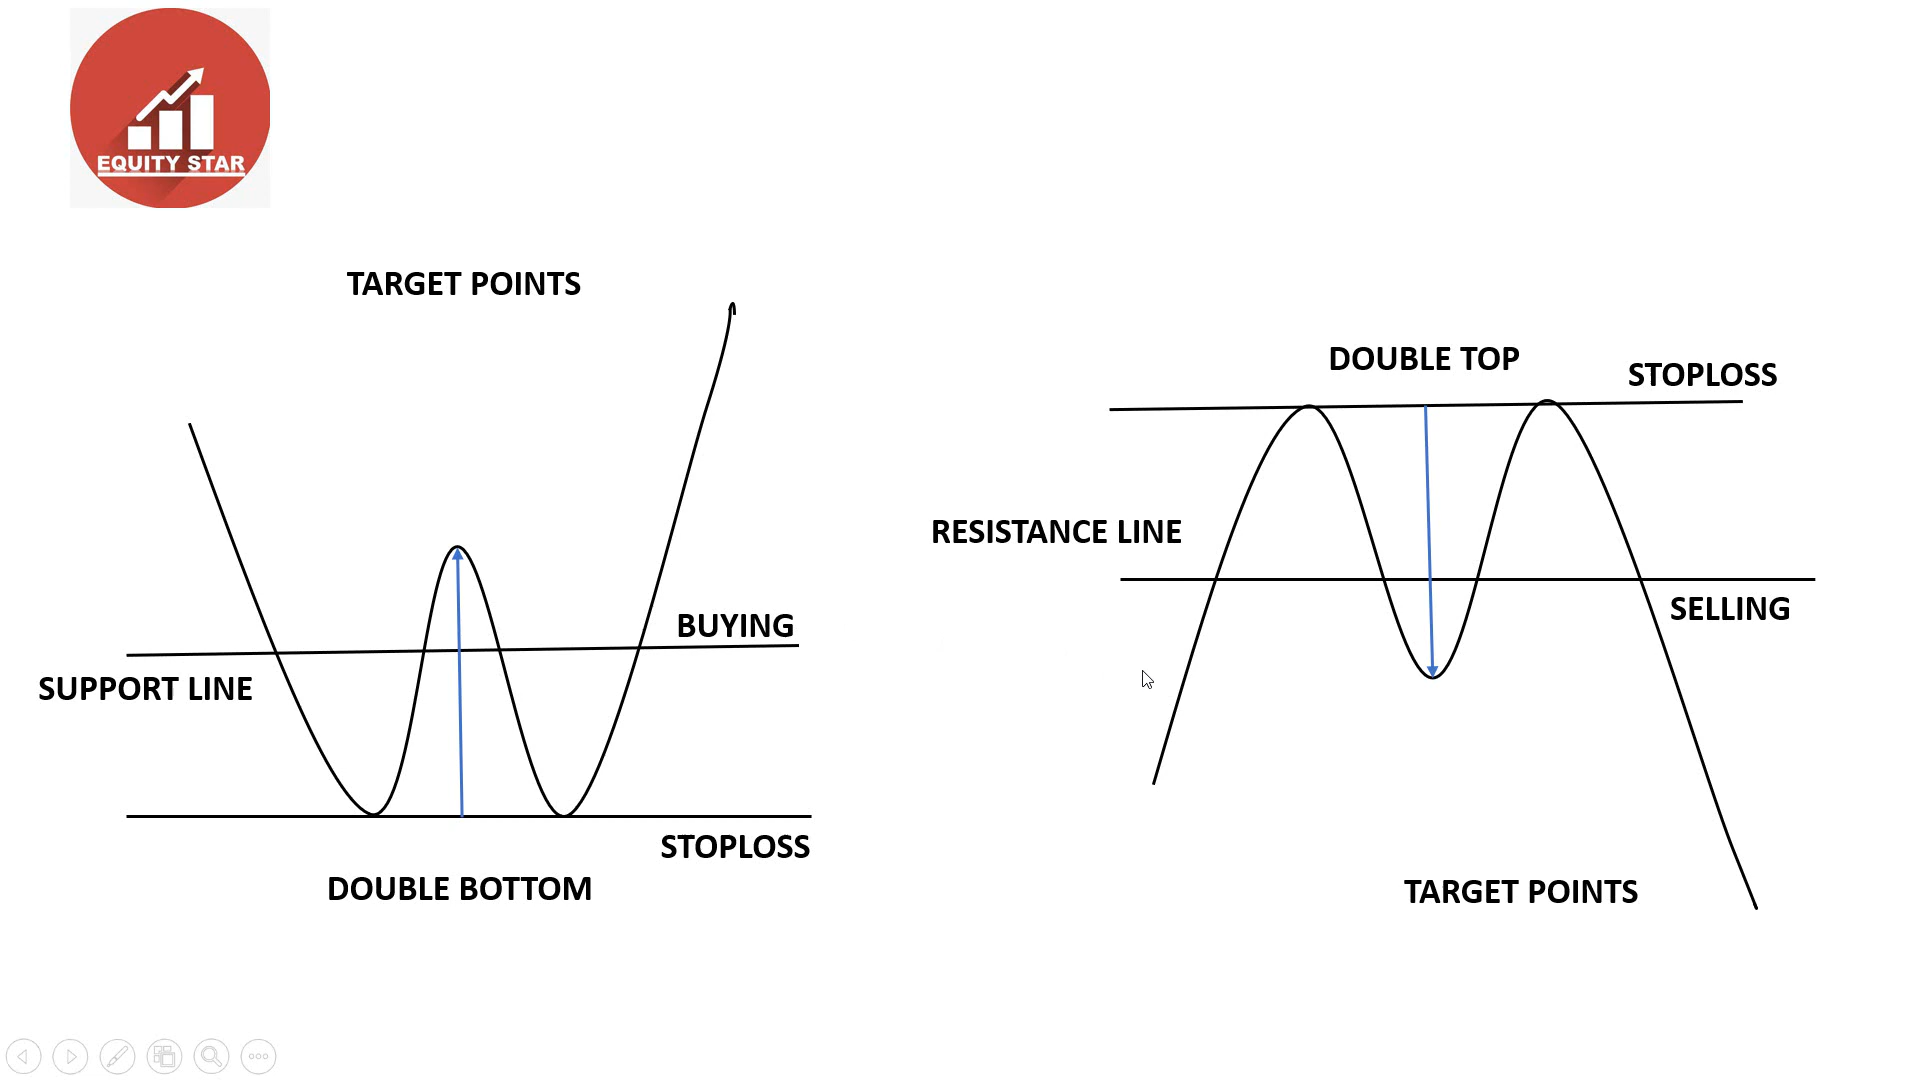 EQUITY STAR
TARGET POINTS
BUYING
SUPPORT LINE
STOPLOSS
DOUBLE BOTTOM
DOUBLE TOP
STOPLOSS
RESISTANCE LINE
SELLING
TARGET POINTS